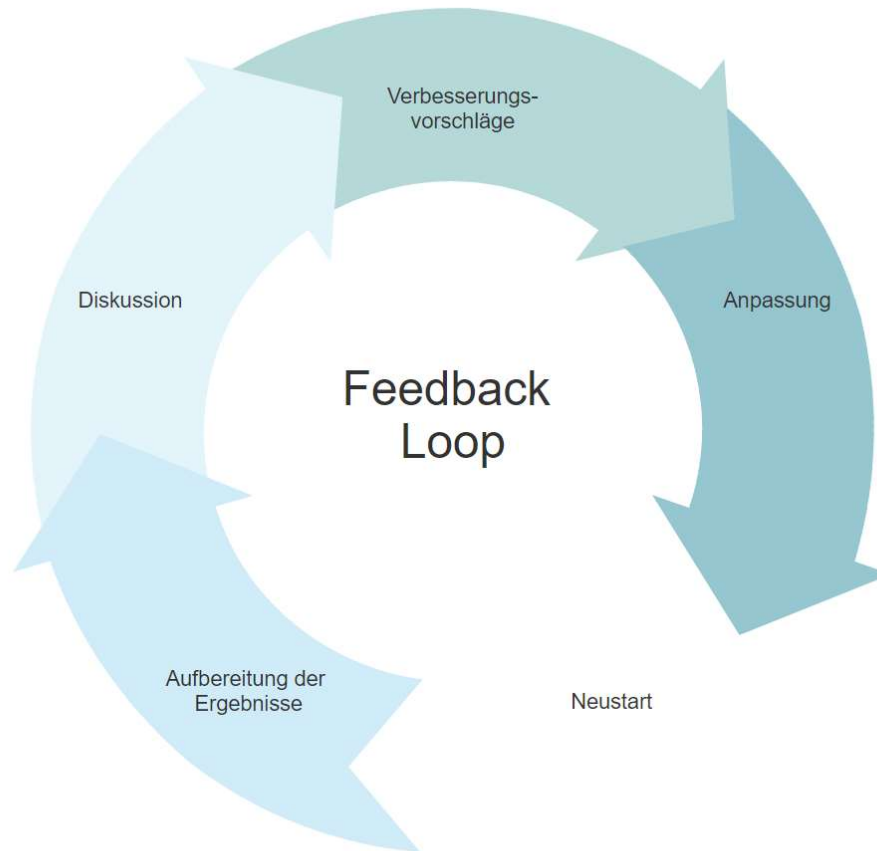 Verbesserungs-
vorschläge
Diskussion
Anpassung
Feedback
Loop
Aufbereitung der
Ergebnisse
Neustart